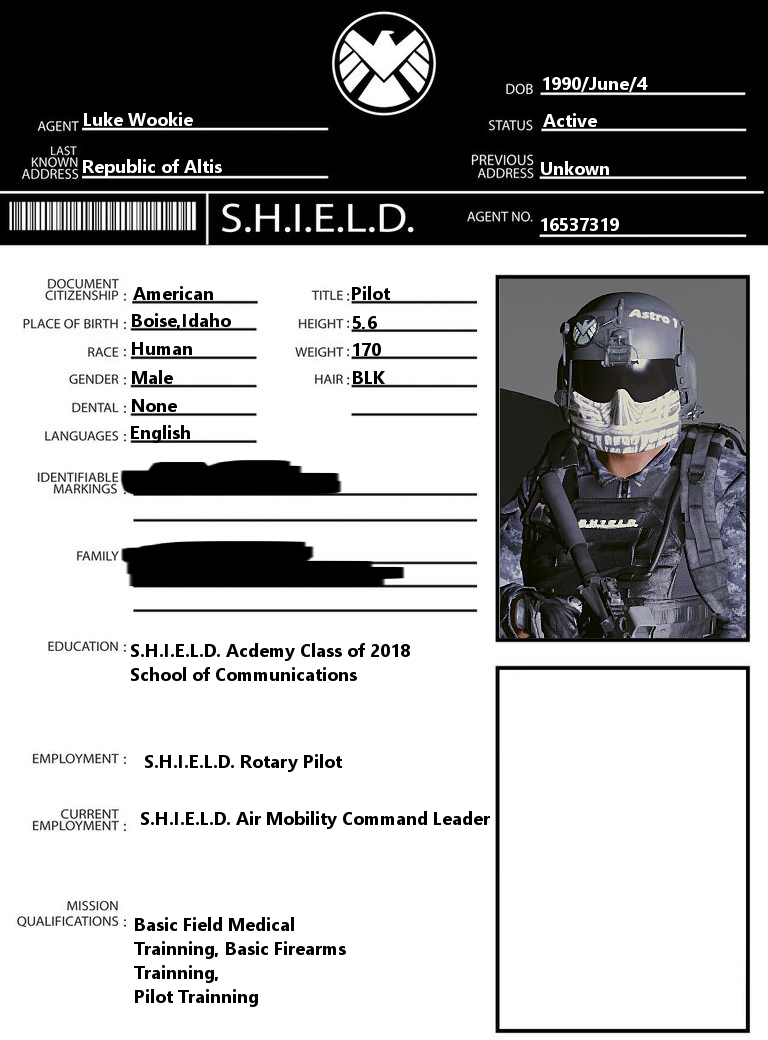 DOB 1990/June/4
AGENT Luke Wookie
STATUS Active
LAST
KNOWN
ADDRESS Republic of Altis
PREVIOUS
ADDRESS Unkown
S.H.I.E.L.D.
AGENT NO. 16537319
DOCUMENT
CITIZENSHIP : American
TITLE : Pilot
PLACE OF BIRTH : Boise,Idaho
HEIGHT : 5.6
RACE : Human
WEIGHT : 170
GENDER : Male
HAIR : BLK
DENTAL : None
LANGUAGES : English
IDENTIFIABLE
MARKINGS :
FAMILY
Astro 1
S.H.I.E.L.D.
EDUCATION : S.H.I.E.L.D. Acdemy Class of 2018
School of Communications
EMPLOYMENT : S.H.I.E.L.D. Rotary Pilot
CURRENT
EMPLOYMENT : S.H.I.E.L.D. Air Mobility Command Leader
MISSION
QUALIFICATIONS : Basic Field Medical
Trainning, Basic Firearms
Trainning,
Pilot Trainning